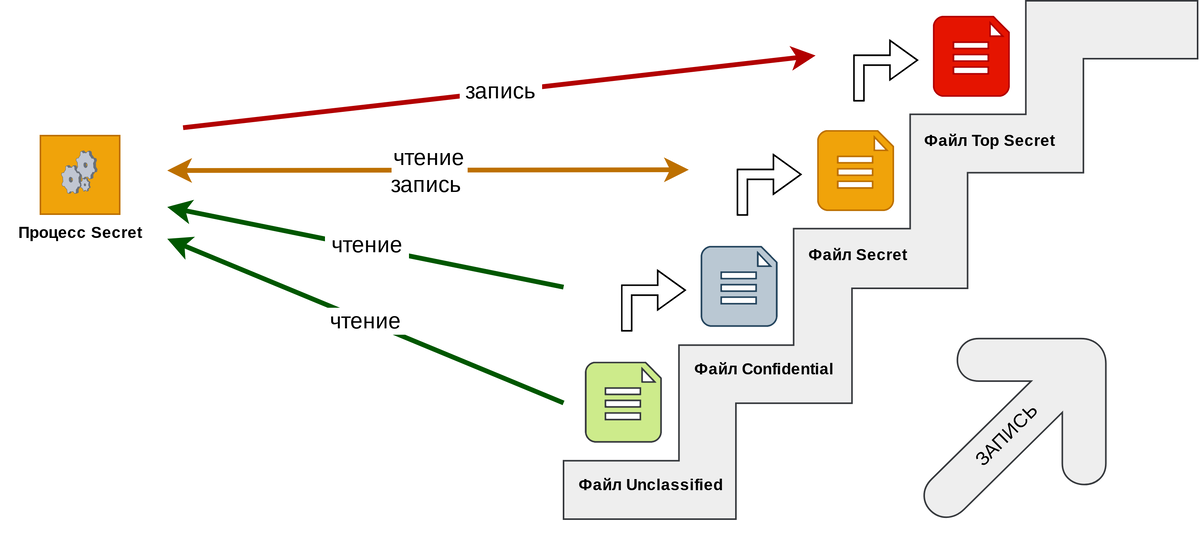 запись
Файл Top Secret
чтение
запись
Процесс Secret
чтение
Файл Secret
чтение
Файл Confidential
ЗАПИСЬ
Файл Unclassified